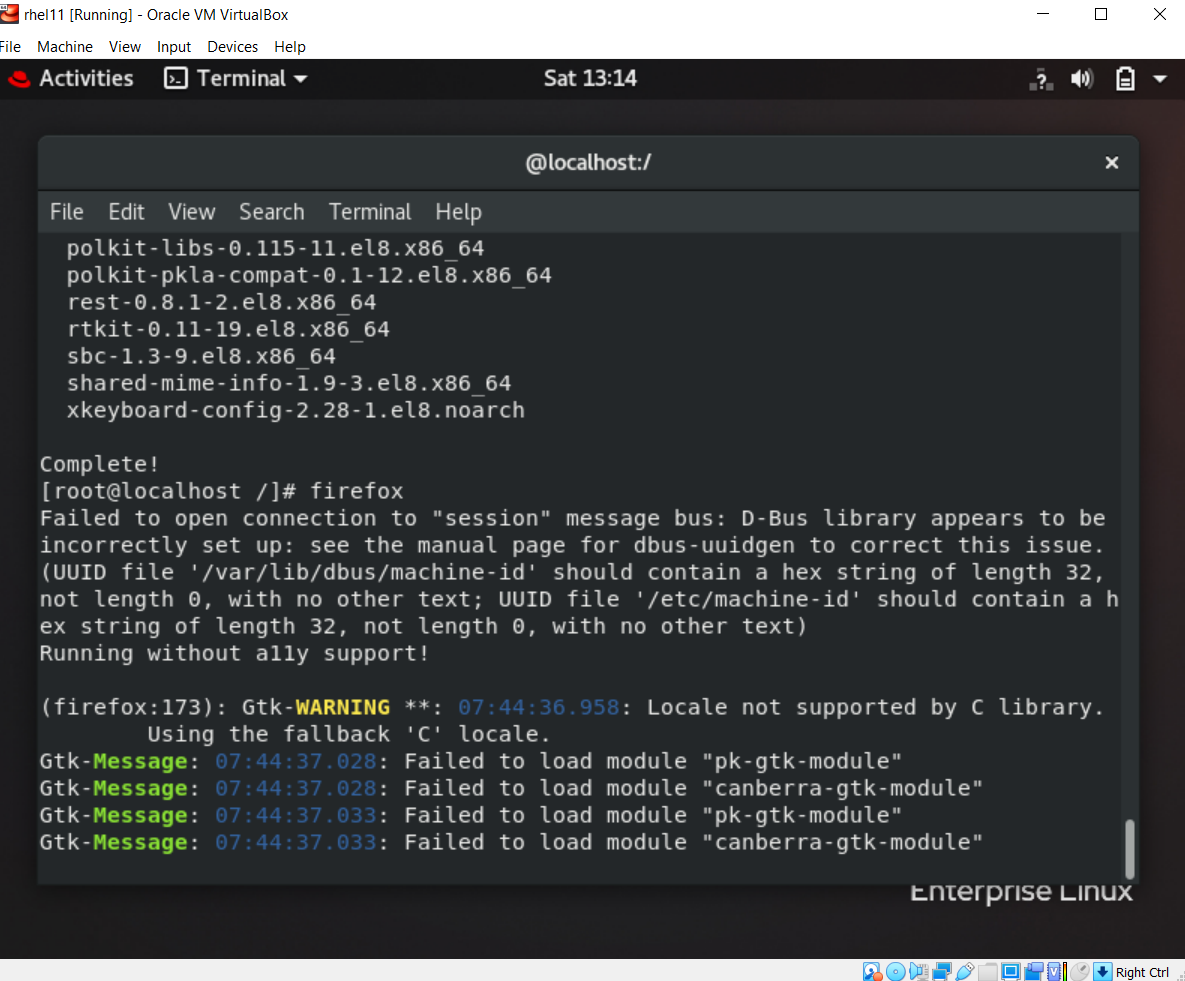 rhel11 [Running] - Oracle VM VirtualBox
File Machine View Input Devices Help
Activities Terminal Sat 13:14 ?
@localhost:/
File Edit View Search Terminal Help
polkit-libs-0.115-11.el8.x86_64
polkit-pkla-compat-0.1-12.el8.x86_64
rest-0.8.1-2.el8.x86_64
rtkit-0.11-19.el8.x86_64
sbc-1.3-9.el8.x86_64
shared-mime-info-1.9-3.el8.x86_64
xkeyboard-config-2.28-1.el8.noarch
Complete!
[root@localhost /]# firefox
Failed to open connection to "session" message bus: D-Bus library appears to be
incorrectly set up: see the manual page for dbus-uuidgen to correct this issue.
(UUID file '/var/lib/dbus/machine-id' should contain a hex string of length 32,
not length 0, with no other text; UUID file '/etc/machine-id' should contain a h
ex string of length 32, not length 0, with no other text)
Running without a11y support!
(firefox:173): Gtk-WARNING **: 07:44:36.958: Locale not supported by C library.
Using the fallback 'C' locale.
Gtk-Message: 07:44:37.028: Failed to load module "pk-gtk-module"
Gtk-Message: 07:44:37.028: Failed to load module "canberra-gtk-module"
Gtk-Message: 07:44:37.033: Failed to load module "pk-gtk-module"
Gtk-Message: 07:44:37.033: Failed to load module "canberra-gtk-module"
Enterprise Linux
Right Ctrl